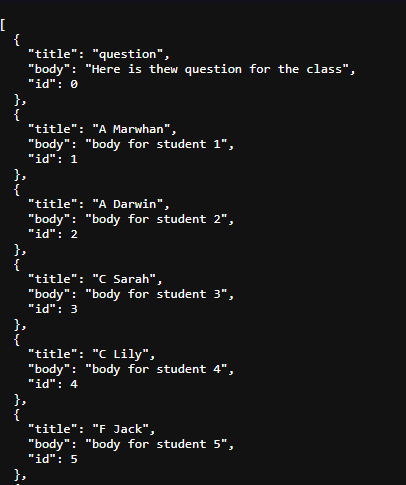 [
  {
    "title": "question",
    "body": "Here is thew question for the class",
    "id": 0
  },
  {
    "title": "A Marwhan",
    "body": "body for student 1",
    "id": 1
  },
  {
    "title": "A Darwin",
    "body": "body for student 2",
    "id": 2
  },
  {
    "title": "C Sarah",
    "body": "body for student 3",
    "id": 3
  },
  {
    "title": "C Lily",
    "body": "body for student 4",
    "id": 4
  },
  {
    "title": "F Jack",
    "body": "body for student 5",
    "id": 5
  },